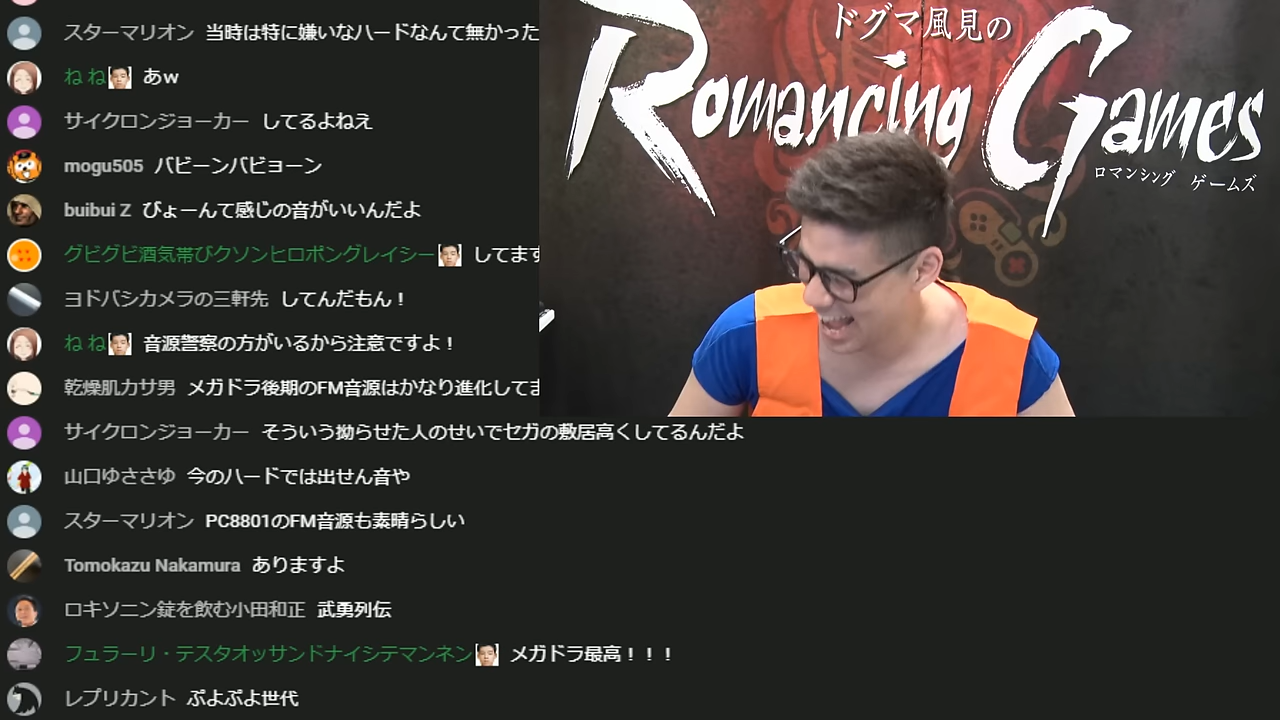 スターマリオン 当時は特に嫌いなハードなんて無かった
ね ね あw
サイクロンジョーカー してるよねえ
mogu505 バビーンバビョーン
buibui Z びょーんて感じの音がいいんだよ
グビグビ酒気帯びクソンヒロポングレイシー してます
ヨドバシカメラの三軒先 してんだもん！
ね ね 音源警察の方がいるから注意ですよ！
乾燥肌カサ男 メガドラ後期のFM音源はかなり進化してま
サイクロンジョーカー そういう拗らせた人のせいでセガの敷居高くしてるんだよ
山口ゆささゆ 今のハードでは出せん音や
スターマリオン PC8801のFM音源も素晴らしい
Tomokazu Nakamura ありますよ
ロキソニン錠を飲む小田和正 武勇列伝
フュラーリ・テスタオッサンドナイシテマンネン メガドラ最高！！！
レプリカント ぷよぷよ世代
ドグマ風見の
Romancing Games
ロマンシング ゲームズ